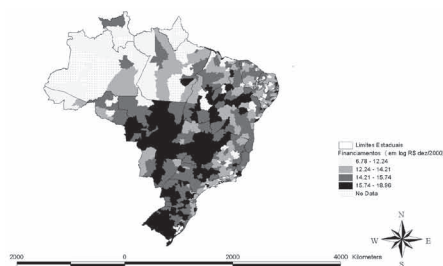 Limites Estaduais
Financiamentos (em log R$ dez/2000)
6.78 - 12.24
12.24 - 14.21
14.21 - 15.74
15.74 - 18.96
No Data
N
W E
S
2000 0 2000 4000 Kilometers